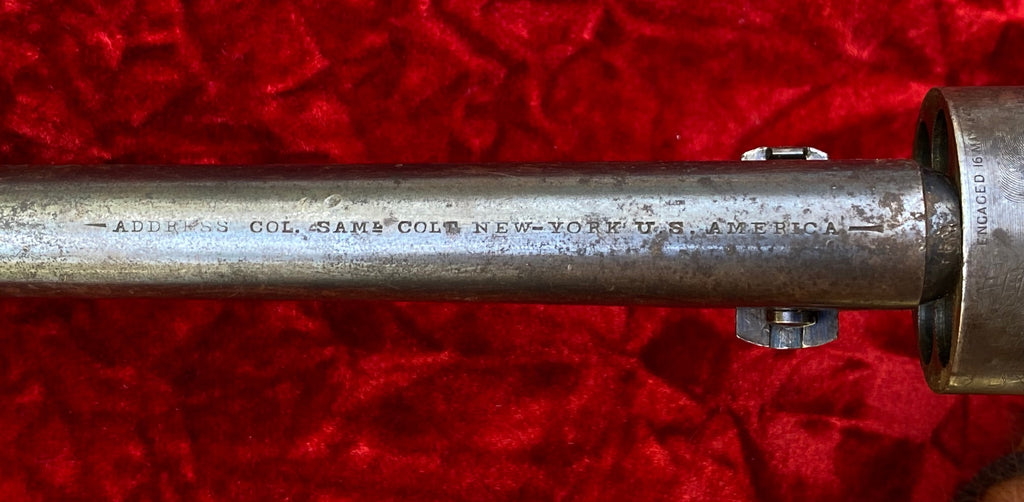 ADDRESS COL. SAMᴸ COLT NEW-YORK U.S. AMERICA
ENGAGED 16